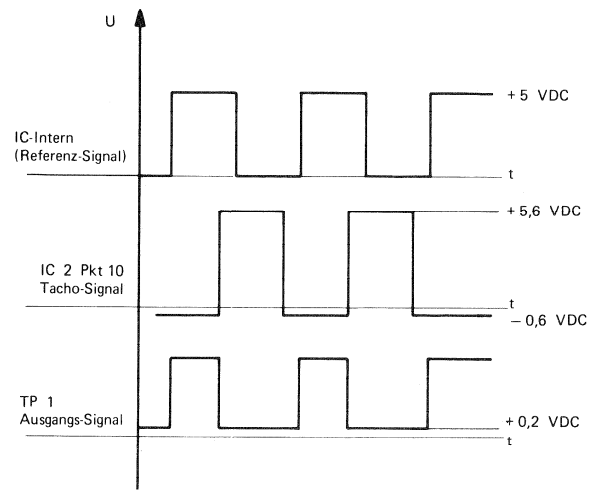 U
+5 VDC
IC-Intern
(Referenz-Signal)
t
+5,6 VDC
IC 2 Pkt 10
Tacho-Signal
t
−0,6 VDC
TP 1
Ausgangs-Signal
+0,2 VDC
t